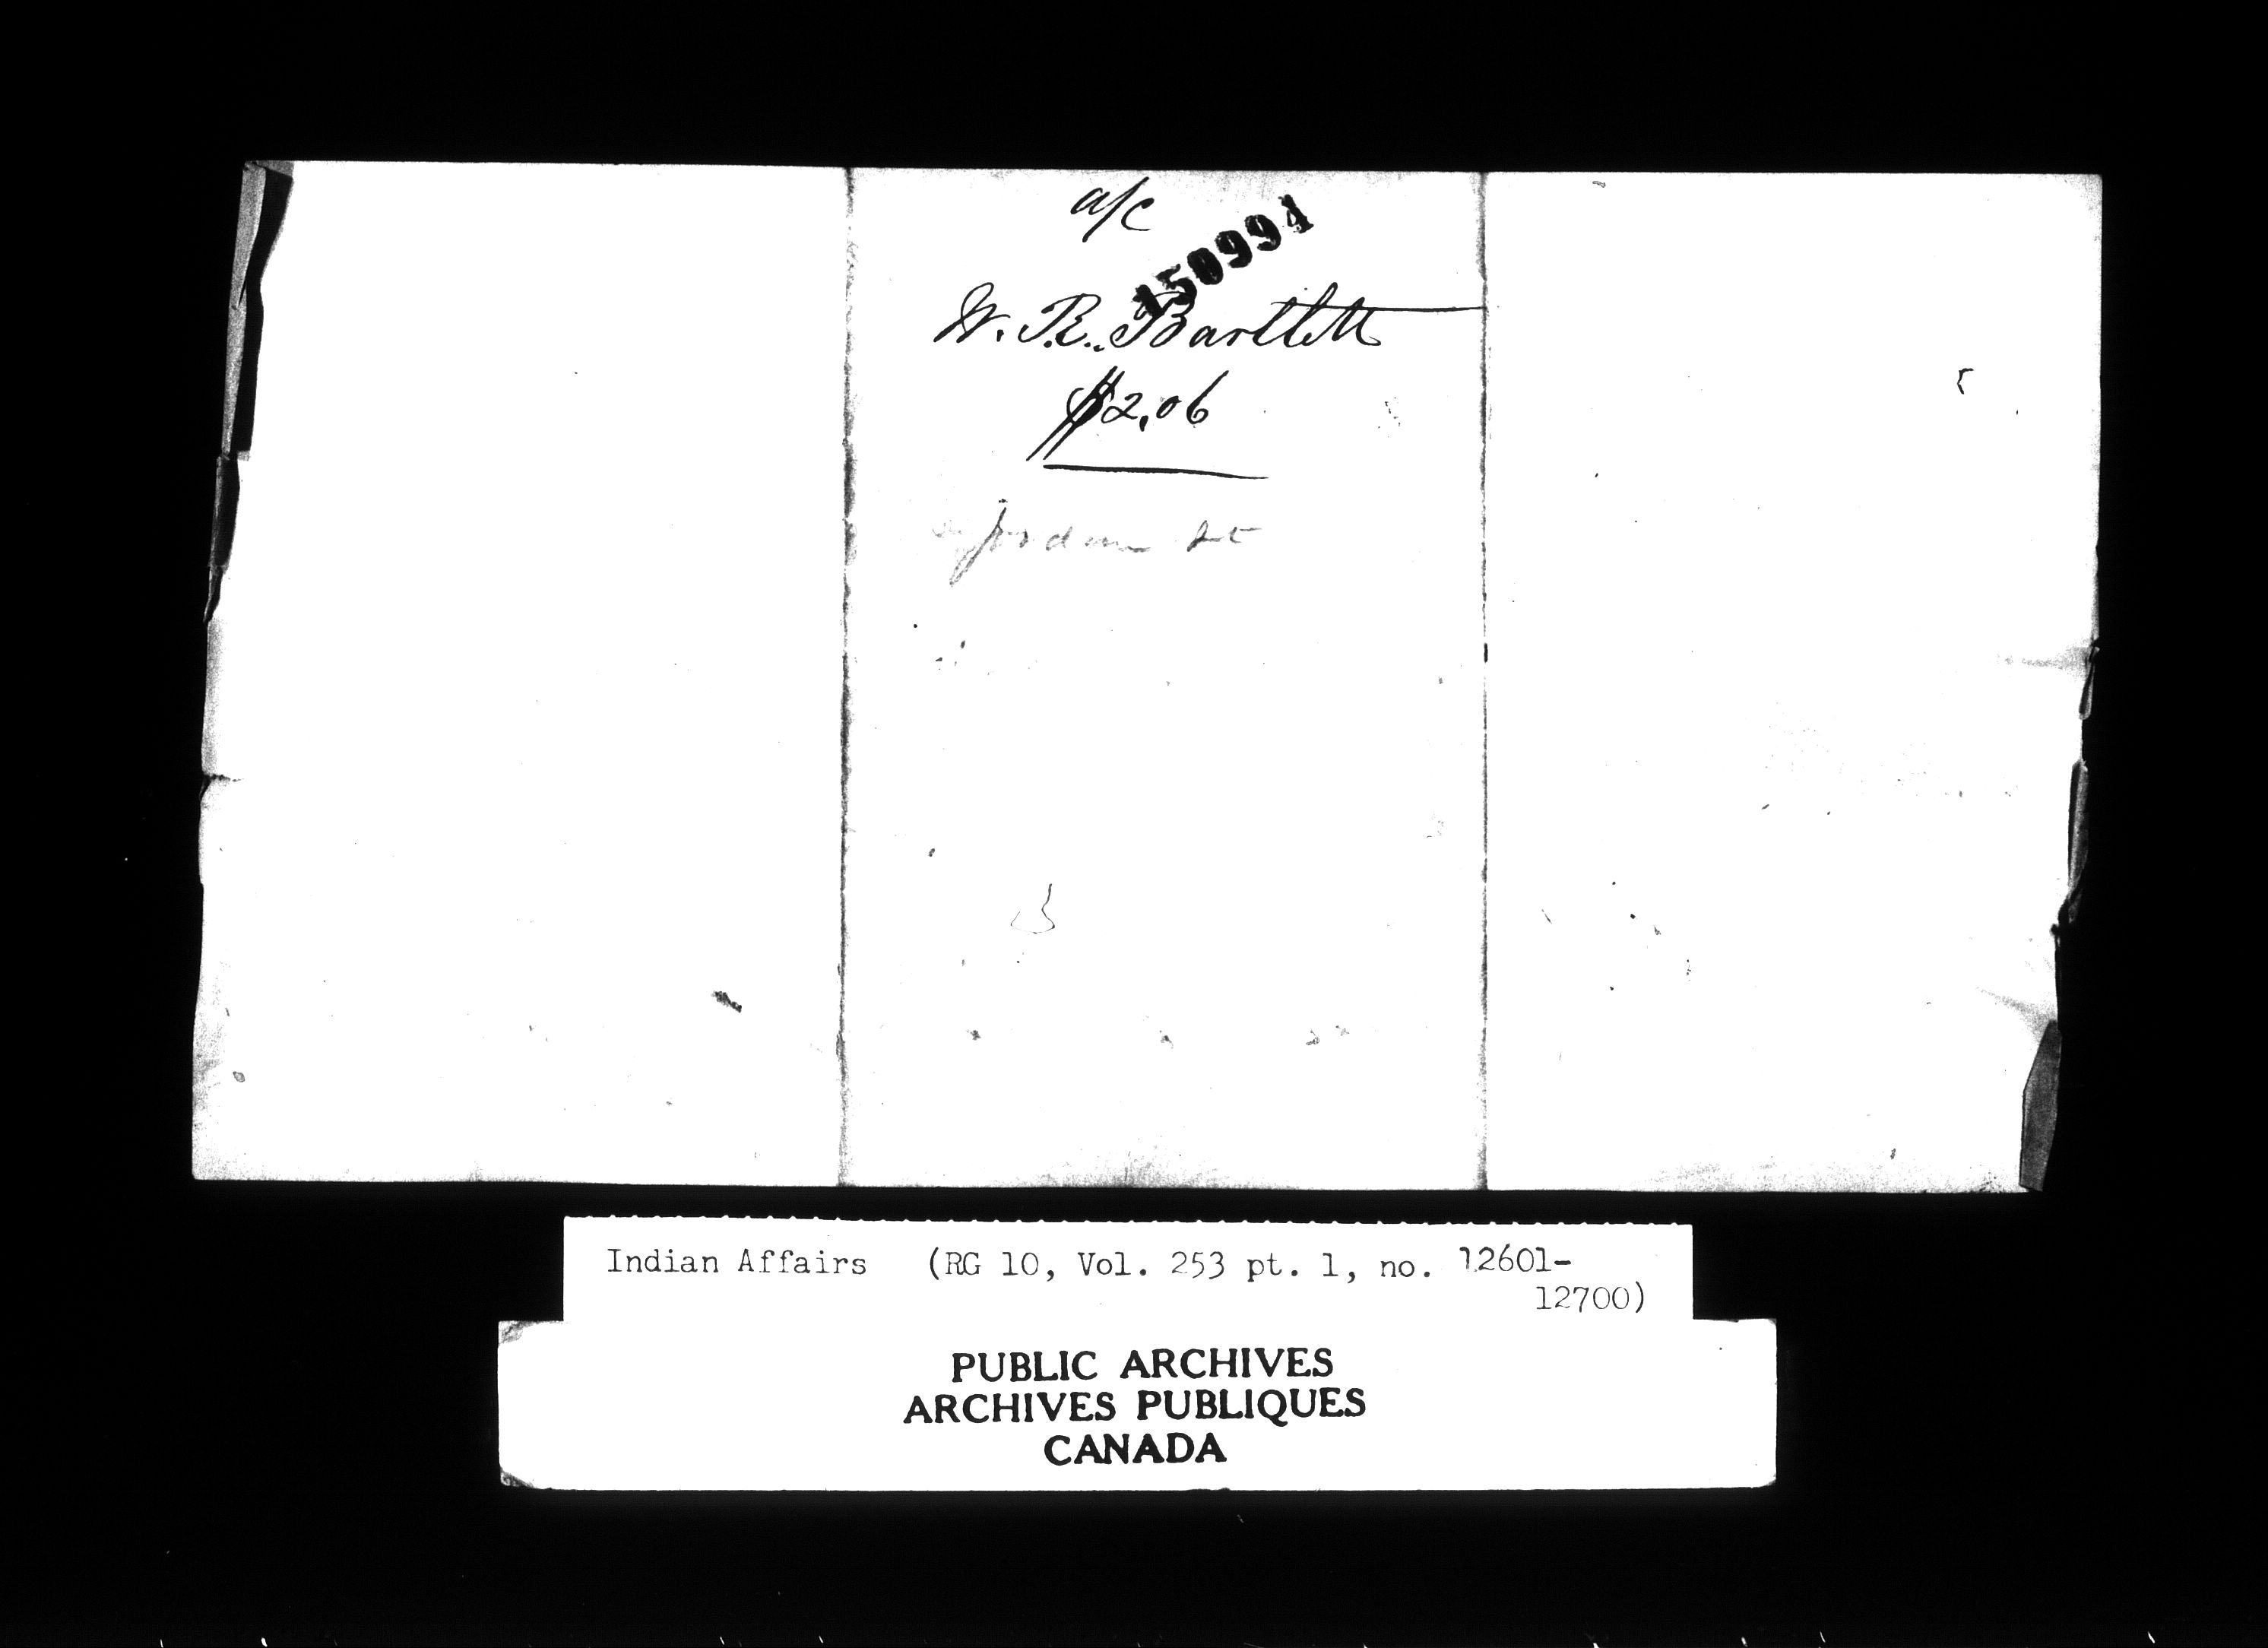 a/c
150994
W. R. Bartlett
$2,06
Indian Affairs (RG 10, Vol. 253 pt. 1, no. 12601-
12700)
PUBLIC ARCHIVES
ARCHIVES PUBLIQUES
CANADA